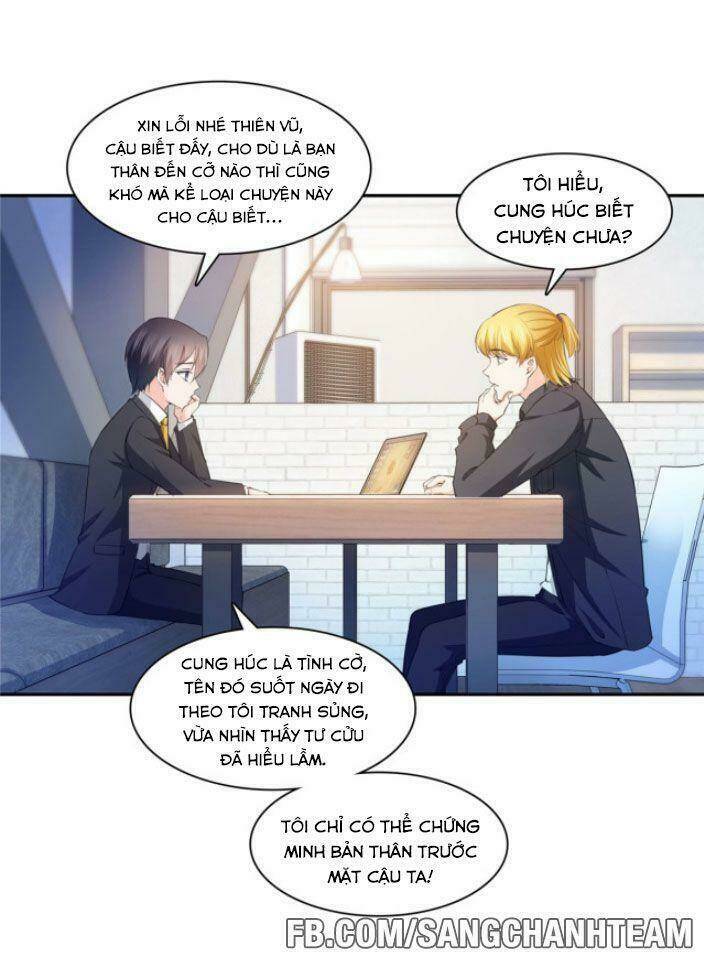 XIN LỖI NHÉ THIÊN VŨ,
CẬU BIẾT ĐẤY, CHO DÙ LÀ BẠN
THÂN ĐẾN CỠ NÀO THÌ CŨNG
KHÓ MÀ KỂ LOẠI CHUYỆN NÀY
CHO CẬU BIẾT...
TÔI HIỂU,
CUNG HÚC BIẾT
CHUYỆN CHƯA?
CUNG HÚC LÀ TÌNH CỜ,
TÊN ĐÓ SUỐT NGÀY ĐI
THEO TÔI TRANH SỦNG,
VỪA NHÌN THẤY TƯ CỬU
ĐÃ HIỂU LẦM.
TÔI CHỈ CÓ THỂ CHỨNG
MINH BẢN THÂN TRƯỚC
MẶT CẬU TA!
FB.COM/SANGCHANHTEAM